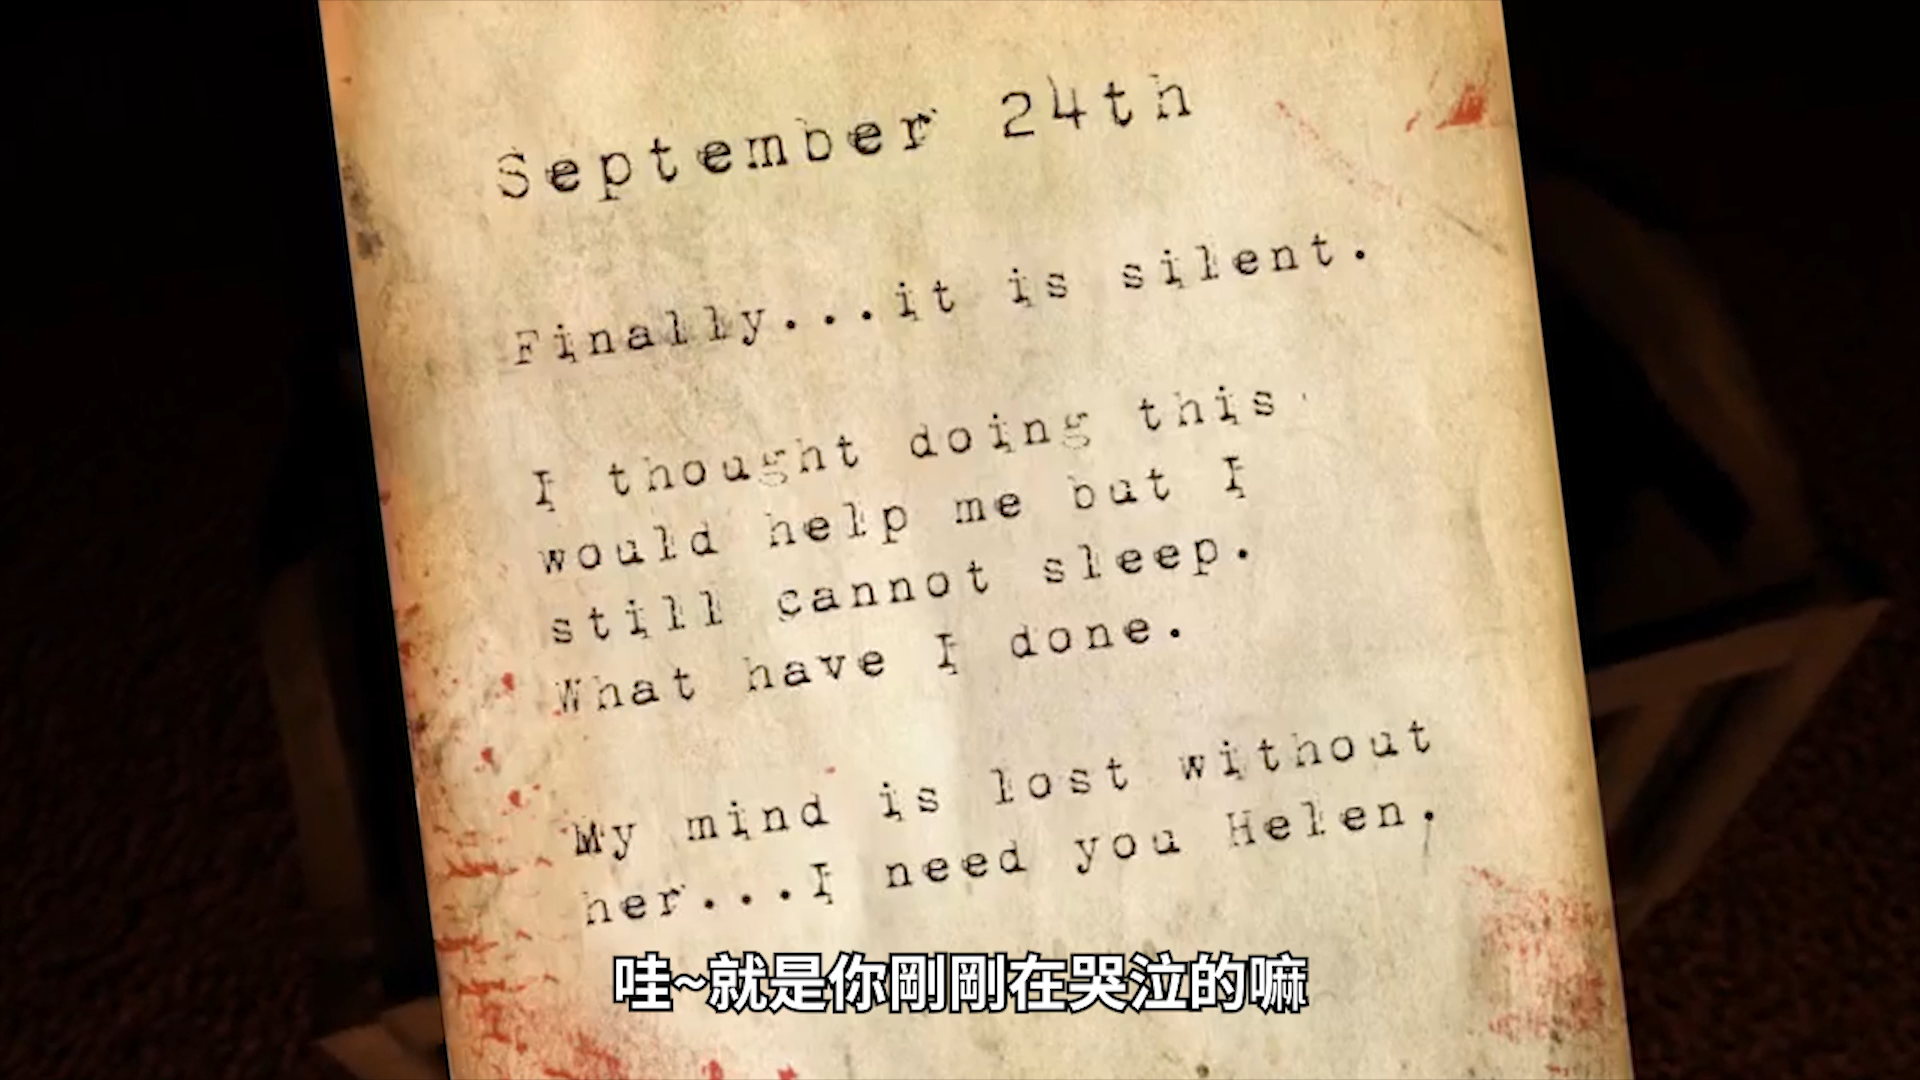 September 24th
Finally...it is silent.
I thought doing this
would help me but I
still cannot sleep.
What have I done.
My mind is lost without
her...I need you Helen.
哇~就是你剛剛在哭泣的嘛